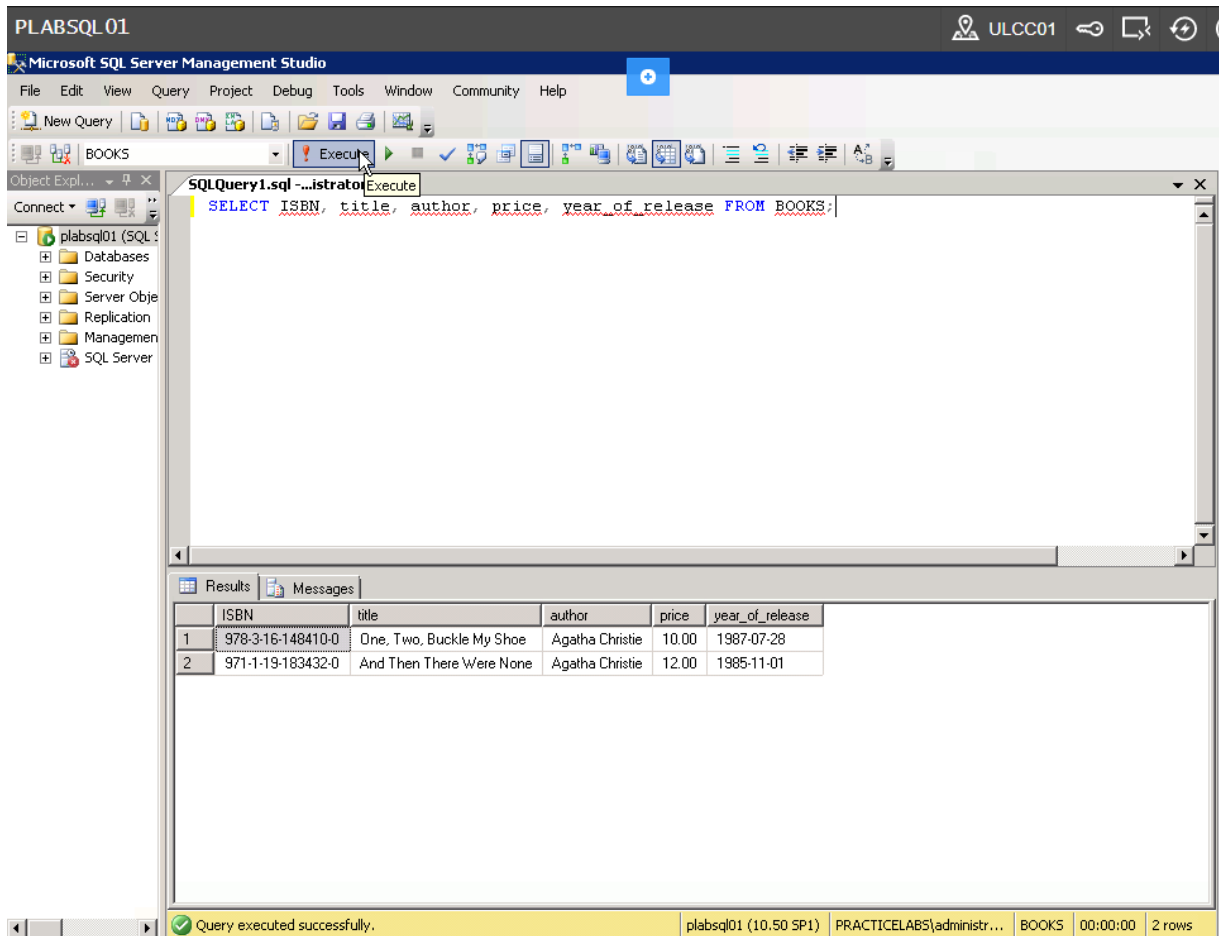 PLABSQL01
ULCC01
Microsoft SQL Server Management Studio
File Edit View Query Project Debug Tools Window Community Help
New Query
BOOKS
Execute
Object Expl...
SQLQuery1.sql -...istrato
Execute
Connect
SELECT ISBN, title, author, price, year_of_release FROM BOOKS;
plabsql01 (SQL S
Databases
Security
Server Obje
Replication
Managemen
SQL Server
Results Messages
ISBN title author price year_of_release
1 978-3-16-148410-0 One, Two, Buckle My Shoe Agatha Christie 10.00 1987-07-28
2 971-1-19-183432-0 And Then There Were None Agatha Christie 12.00 1985-11-01
Query executed successfully. plabsql01 (10.50 SP1) PRACTICELABS\administr... BOOKS 00:00:00 2 rows